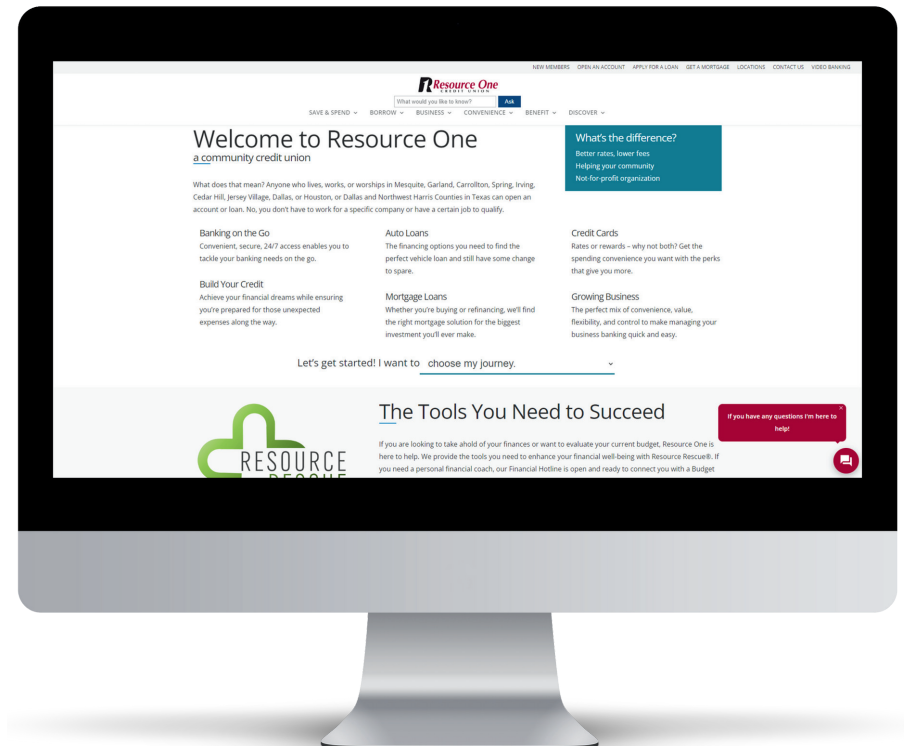 NEW MEMBERS OPEN AN ACCOUNT APPLY FOR A LOAN GET A MORTGAGE LOCATIONS CONTACT US VIDEO BANKING
Resource One
CREDIT UNION
What would you like to know? Ask
SAVE & SPEND BORROW BUSINESS CONVENIENCE BENEFIT DISCOVER
Welcome to Resource One
a community credit union
What does that mean? Anyone who lives, works, or worships in Mesquite, Garland, Carrollton, Spring, Irving,
Cedar Hill, Jersey Village, Dallas, or Houston, or Dallas and Northwest Harris Counties in Texas can open an
account or loan. No, you don't have to work for a specific company or have a certain job to qualify.
What's the difference?
Better rates, lower fees
Helping your community
Not-for-profit organization
Banking on the Go
Convenient, secure, 24/7 access enables you to
tackle your banking needs on the go.
Build Your Credit
Achieve your financial dreams while ensuring
you're prepared for those unexpected
expenses along the way.
Auto Loans
The financing options you need to find the
perfect vehicle loan and still have some change
to spare.
Mortgage Loans
Whether you're buying or refinancing, we'll find
the right mortgage solution for the biggest
investment you'll ever make.
Credit Cards
Rates or rewards – why not both? Get the
spending convenience you want with the perks
that give you more.
Growing Business
The perfect mix of convenience, value,
flexibility, and control to make managing your
business banking quick and easy.
Let's get started! I want to choose my journey.
RESOURCE
RESCUE
The Tools You Need to Succeed
If you are looking to take ahold of your finances or want to evaluate your current budget, Resource One is
here to help. We provide the tools you need to enhance your financial well-being with Resource Rescue®. If
you need a personal financial coach, our Financial Hotline is open and ready to connect you with a Budget
If you have any questions I'm here to
help!